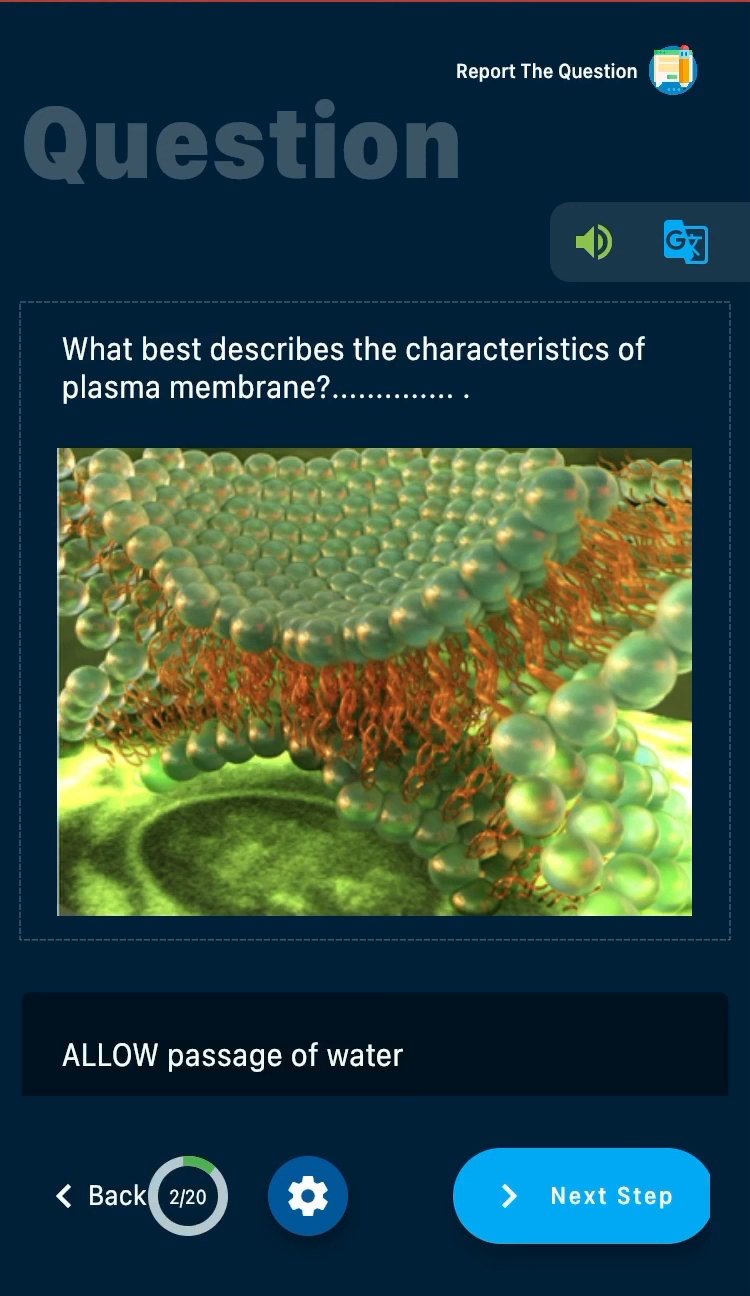 Report The Question
Question
What best describes the characteristics of
plasma membrane?.............. .
ALLOW passage of water
Back
2/20
Next Step